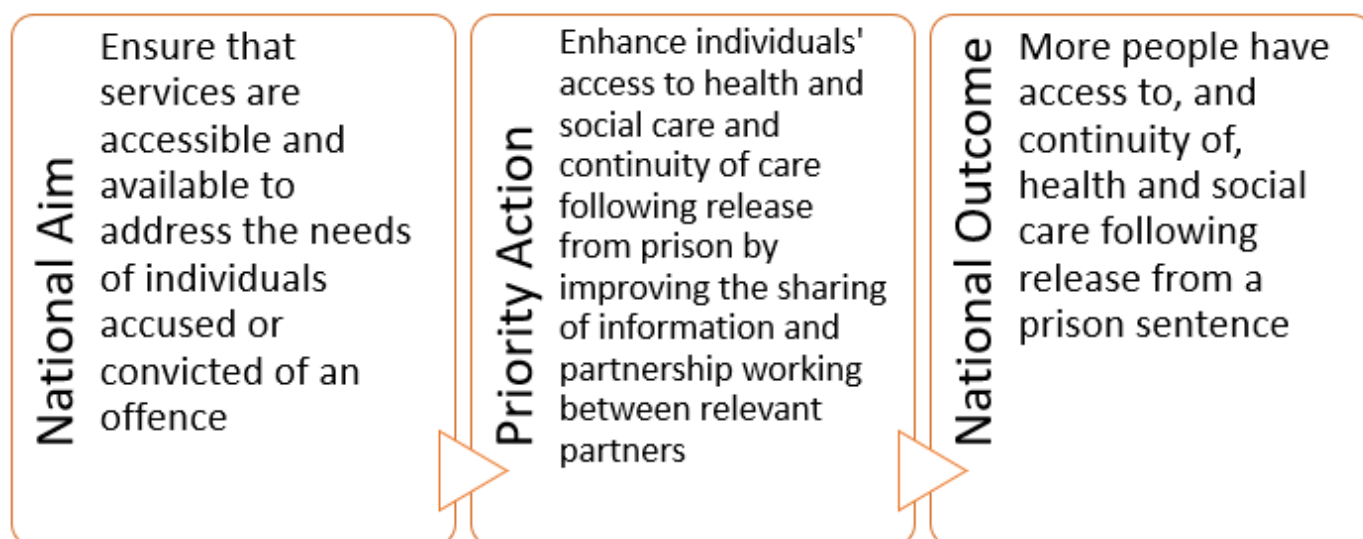 National Aim
Ensure that
services are
accessible and
available to
address the needs
of individuals
accused or
convicted of an
offence
Priority Action
Enhance individuals'
access to health and
social care and
continuity of care
following release
from prison by
improving the sharing
of information and
partnership working
between relevant
partners
National Outcome
More people have
access to, and
continuity of,
health and social
care following
release from a
prison sentence